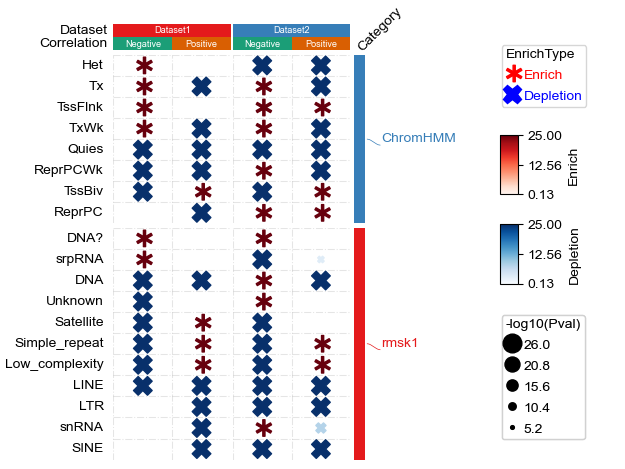 Dataset
Correlation
Dataset1
Dataset2
Negative
Positive
Negative
Positive
Category
Het
Tx
TssFlnk
TxWk
Quies
ReprPCWk
TssBiv
ReprPC
ChromHMM
DNA?
srpRNA
DNA
Unknown
Satellite
Simple_repeat
Low_complexity
LINE
LTR
snRNA
SINE
rmsk1
EnrichType
Enrich
Depletion
25.00
12.56
0.13
Enrich
25.00
12.56
0.13
Depletion
-log10(Pval)
26.0
20.8
15.6
10.4
5.2